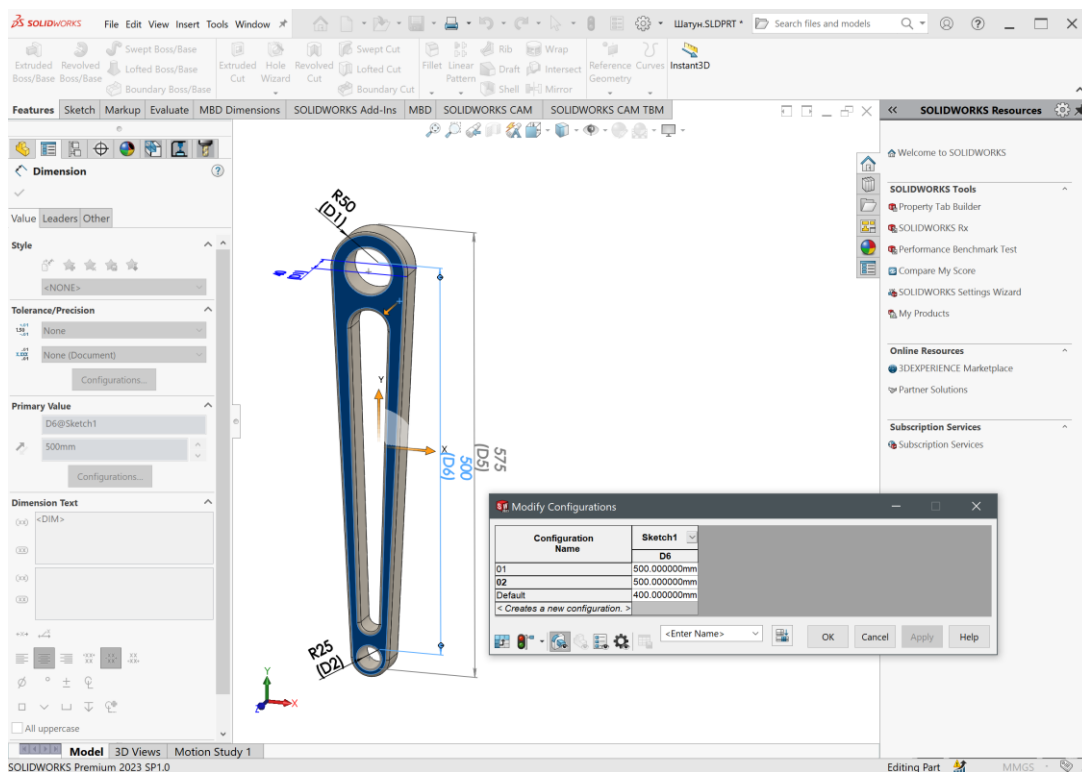 SOLIDWORKS File Edit View Insert Tools Window Шатун.SLDPRT * Search files and models
Extruded Boss/Base Revolved Boss/Base Swept Boss/Base Extruded Cut Hole Wizard Revolved Cut Swept Cut Fillet Linear Pattern Rib Wrap Reference Geometry Curves Instant3D
Lofted Boss/Base Lofted Cut Draft Intersect
Boundary Boss/Base Boundary Cut Shell Mirror
Features Sketch Markup Evaluate MBD Dimensions SOLIDWORKS Add-Ins MBD SOLIDWORKS CAM SOLIDWORKS CAM TBM
Dimension
Value Leaders Other
Style
<NONE>
Tolerance/Precision
None
None (Document)
Configurations...
Primary Value
D6@Sketch1
500mm
Configurations...
Dimension Text
<DIM>
All uppercase
R50
(D1)
Y
X
575
(D5)
500
(D6)
R25
(D2)
Y
X
Z
Modify Configurations
Configuration Name Sketch1
D6
01 500.000000mm
02 500.000000mm
Default 400.000000mm
< Creates a new configuration. >
<Enter Name> OK Cancel Apply Help
SOLIDWORKS Resources
Welcome to SOLIDWORKS
SOLIDWORKS Tools
Property Tab Builder
SOLIDWORKS Rx
Performance Benchmark Test
Compare My Score
SOLIDWORKS Settings Wizard
My Products
Online Resources
3DEXPERIENCE Marketplace
Partner Solutions
Subscription Services
Subscription Services
Model 3D Views Motion Study 1
SOLIDWORKS Premium 2023 SP1.0 Editing Part MMGS